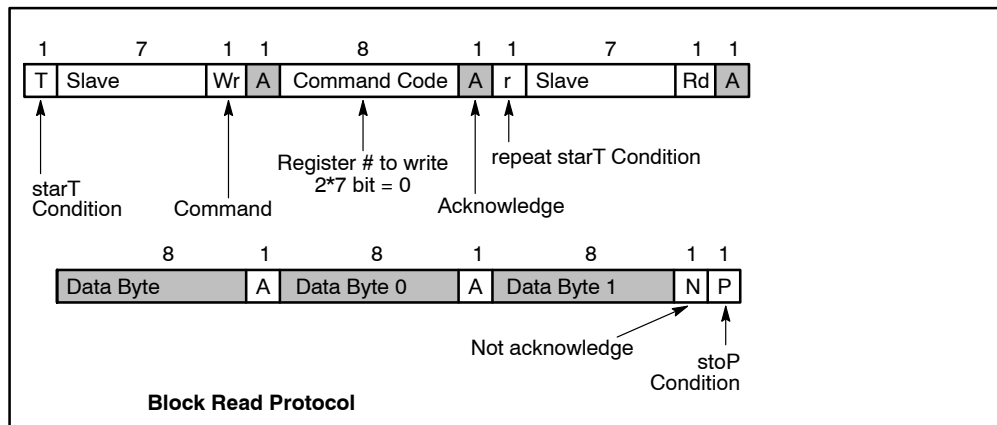 1 7 1 1 8 1 1 7 1 1
T Slave Wr A Command Code A r Slave Rd A
Register # to write
2*7 bit = 0
repeat starT Condition
starT
Condition
Command
Acknowledge
8 1 8 1 8 1 1
Data Byte A Data Byte 0 A Data Byte 1 N P
Not acknowledge
stoP
Condition
Block Read Protocol